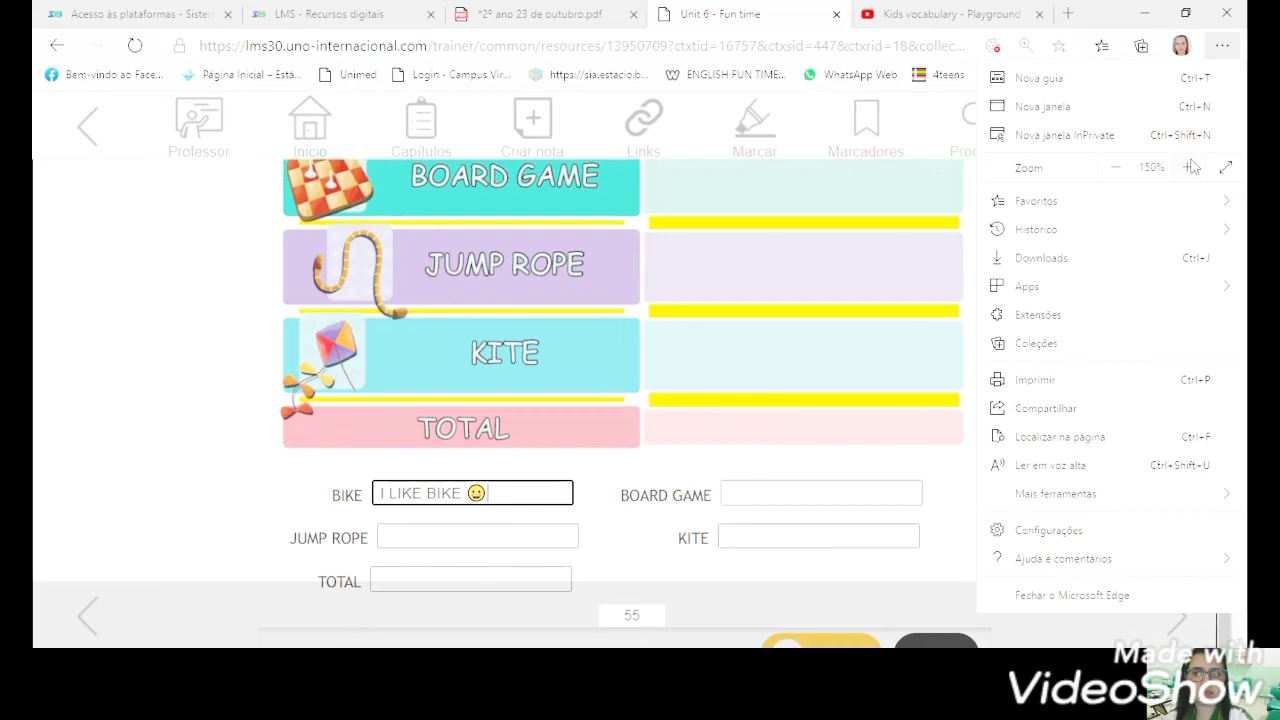 Acesso às plataformas - Sisten
LMS - Recursos digitais
*2º ano 23 de outubro.pdf
Unit 6 - Fun time
Kids vocabulary - Playground
https://lms30.uno-internacional.com/trainer/common/resources/13950709?ctxtid=16757&ctxsid=447&ctxrid=18&collec...
Bem-vindo ao Face...
Página Inicial – Está...
Unimed
Login - Campus Vir...
https://sia.estacio.b...
ENGLISH FUN TIME...
WhatsApp Web
4teens
Professor
Inicio
Capítulos
Criar nota
Links
Marcar
Marcadores
Nova guia Ctrl+T
Nova janela Ctrl+N
Nova janela InPrivate Ctrl+Shift+N
Zoom 150%
Favoritos
Histórico
Downloads Ctrl+J
Apps
Extensões
Coleções
Imprimir Ctrl+P
Compartilhar
Localizar na página Ctrl+F
Ler em voz alta Ctrl+Shift+U
Mais ferramentas
Configurações
Ajuda e comentários
Fechar o Microsoft Edge
BOARD GAME
JUMP ROPE
KITE
TOTAL
BIKE I LIKE BIKE 😀
BOARD GAME
JUMP ROPE
KITE
TOTAL
55
Made with
VideoShow